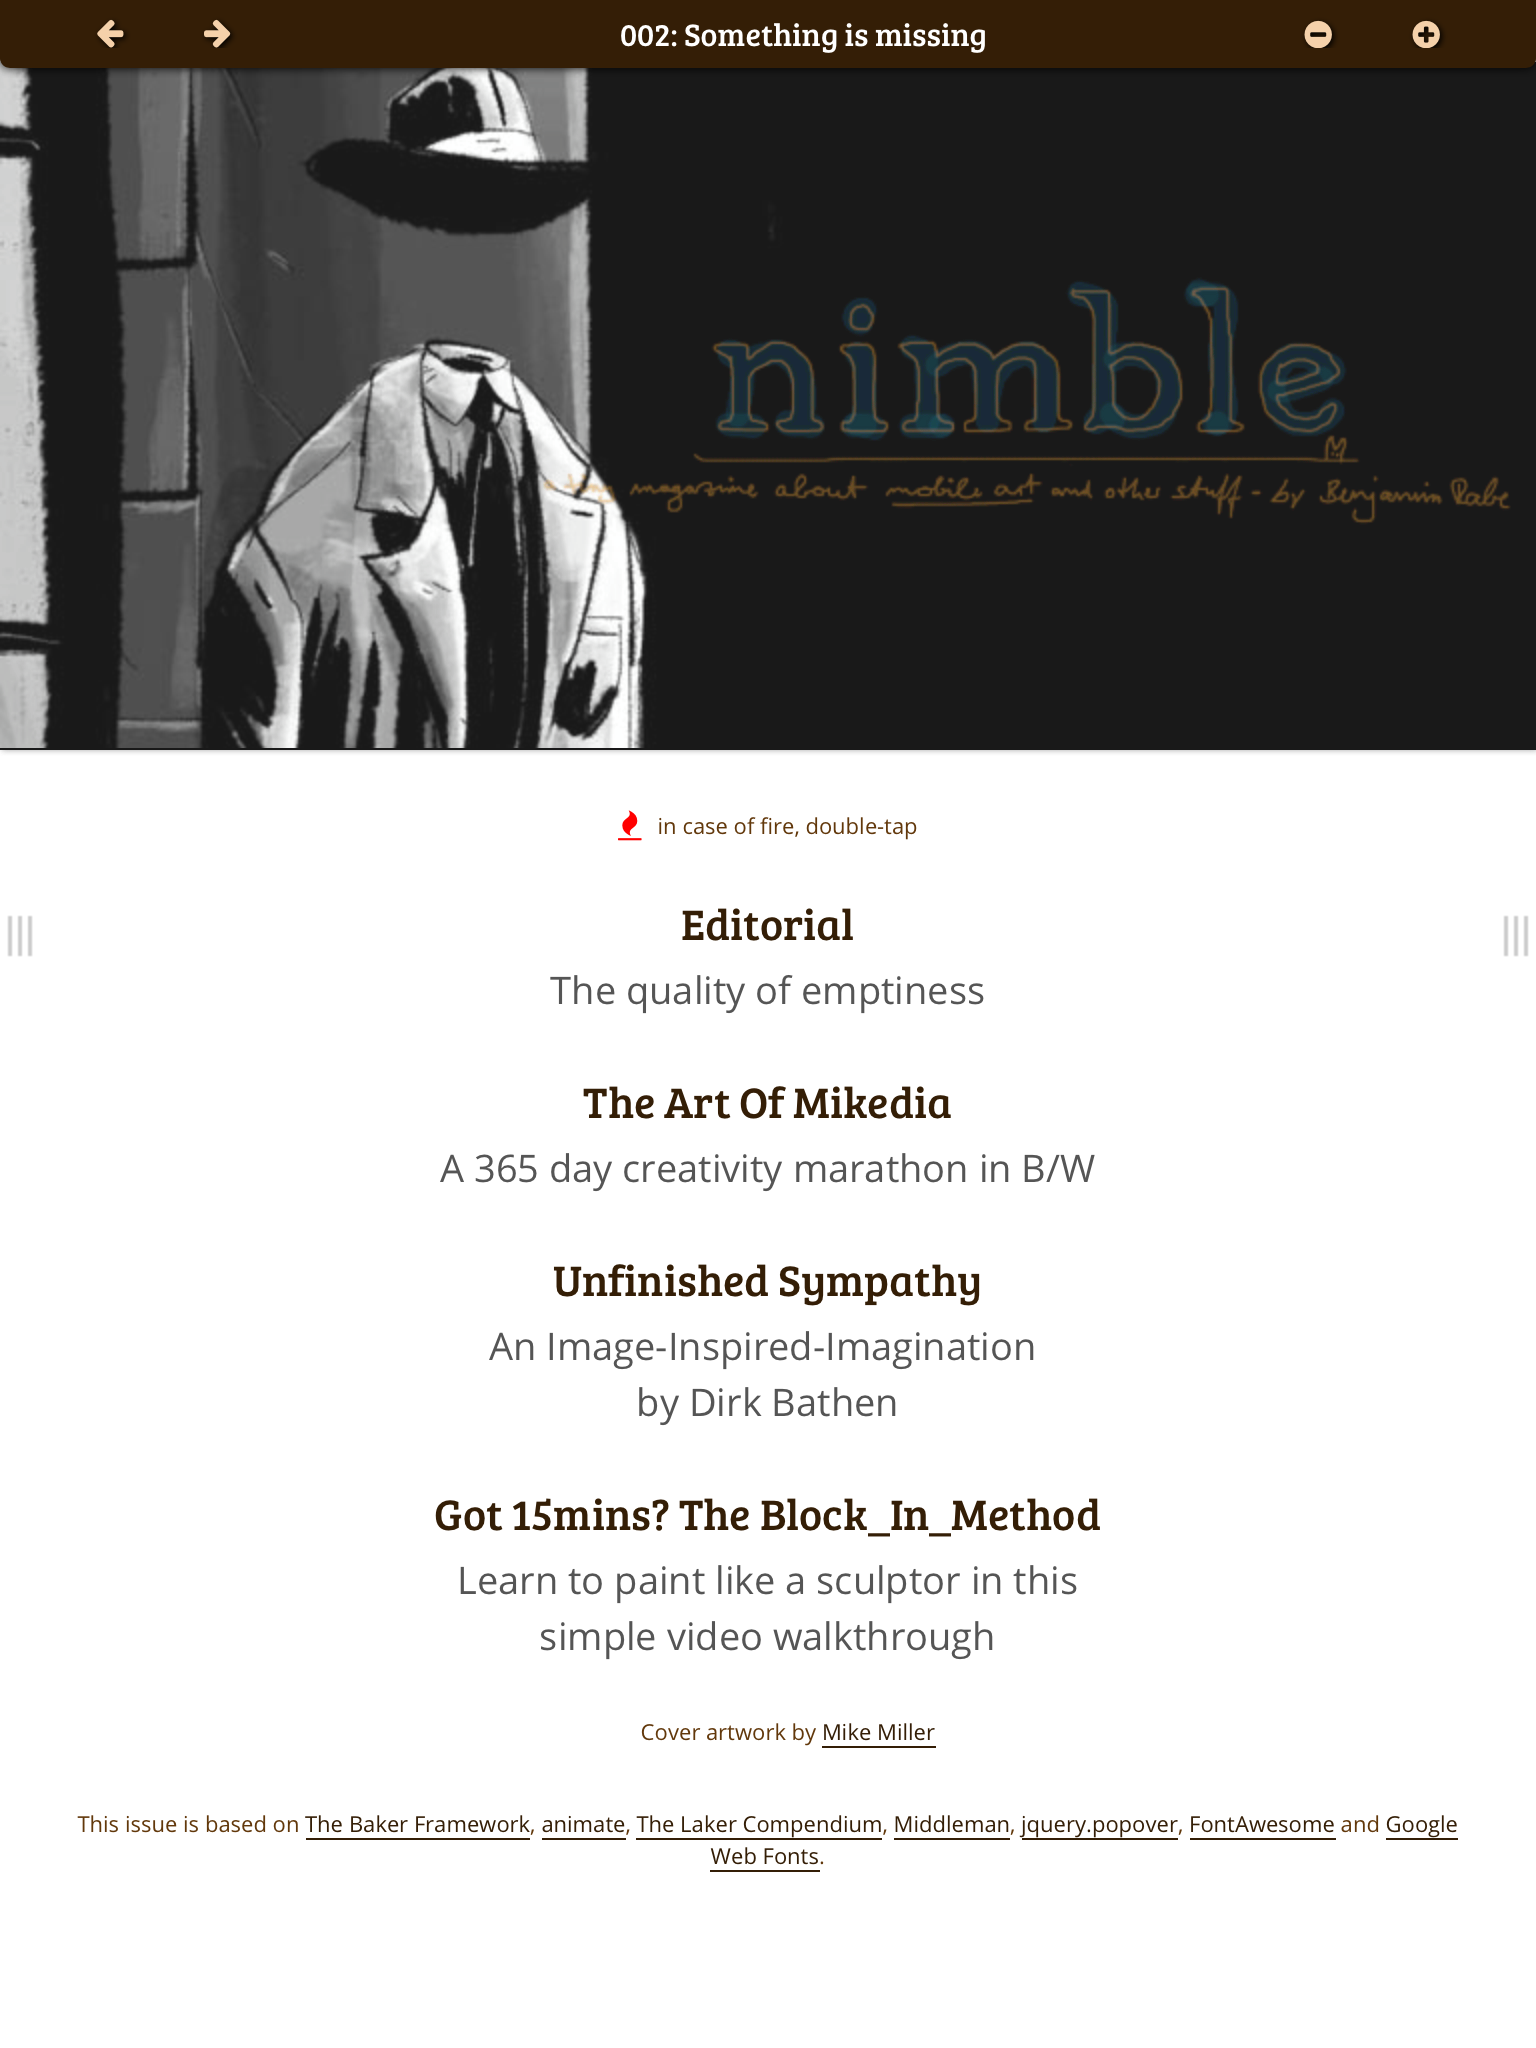 002: Something is missing
nimble
a tiny magazine about mobile art and other stuff - by Benjamin Rabe
in case of fire, double-tap
Editorial
The quality of emptiness
The Art Of Mikedia
A 365 day creativity marathon in B/W
Unfinished Sympathy
An Image-Inspired-Imagination
by Dirk Bathen
Got 15mins? The Block_In_Method
Learn to paint like a sculptor in this
simple video walkthrough
Cover artwork by Mike Miller
This issue is based on The Baker Framework, animate, The Laker Compendium, Middleman, jquery.popover, FontAwesome and Google
Web Fonts.